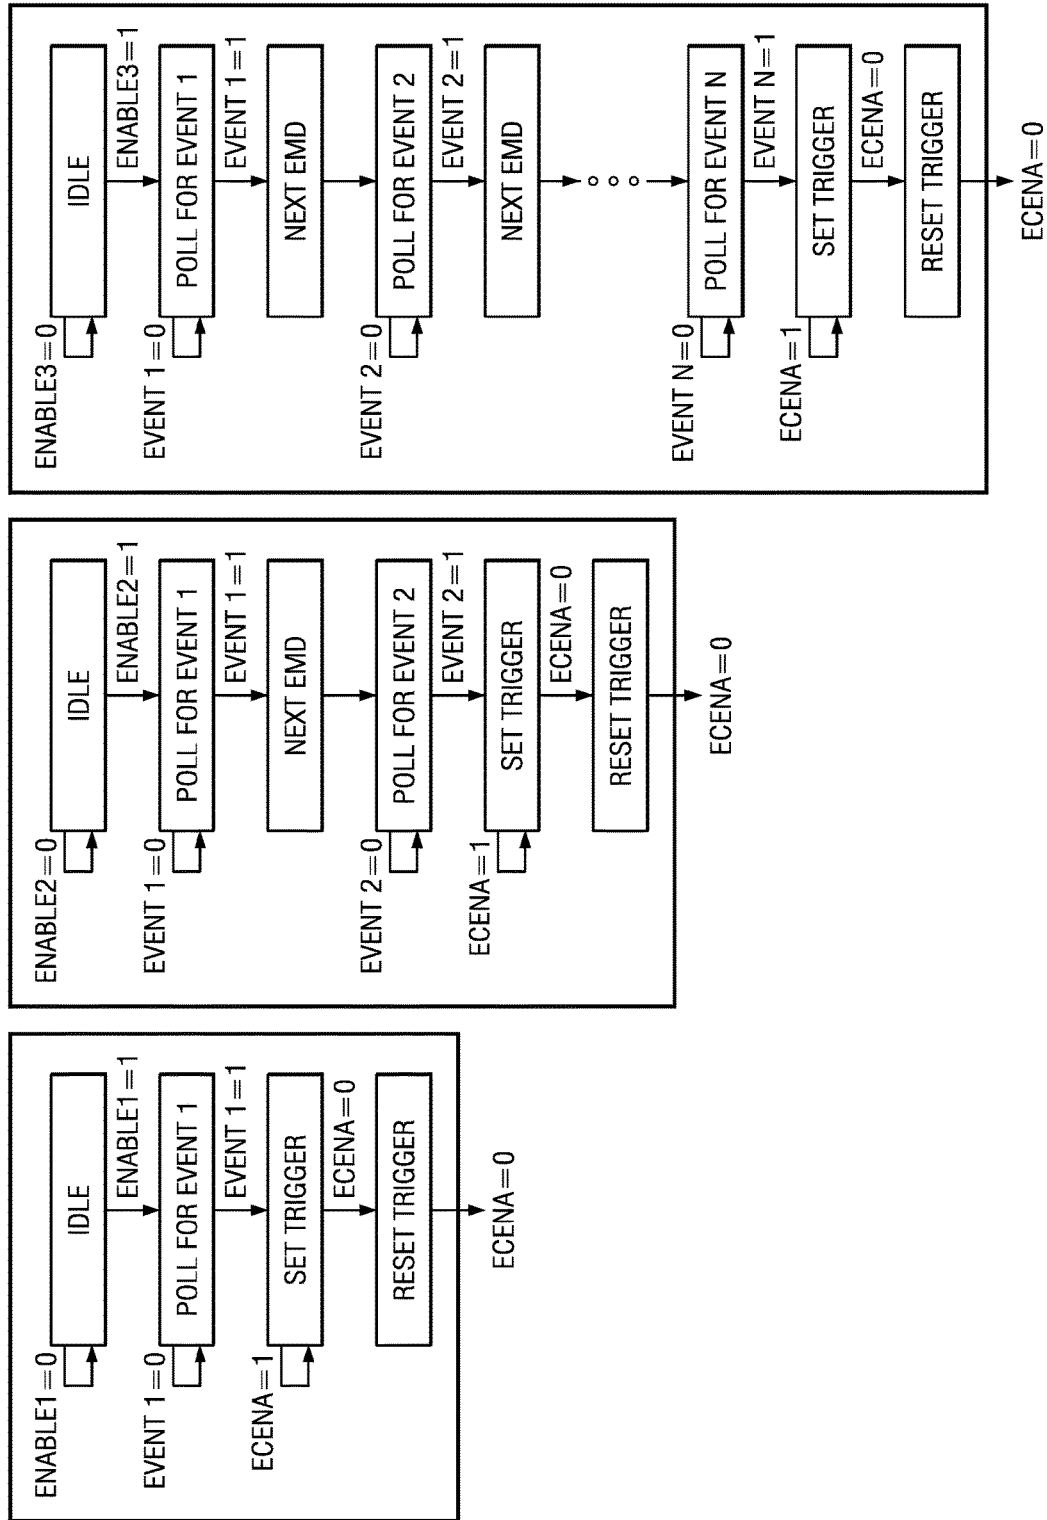 ENABLE1=0
IDLE
ENABLE1=1
EVENT 1=0
POLL FOR EVENT 1
EVENT 1=1
ECENA=1
SET TRIGGER
ECENA=0
RESET TRIGGER
ECENA=0
ENABLE2=0
IDLE
ENABLE2=1
EVENT 1=0
POLL FOR EVENT 1
EVENT 1=1
NEXT EMD
EVENT 2=0
POLL FOR EVENT 2
EVENT 2=1
ECENA=1
SET TRIGGER
ECENA=0
RESET TRIGGER
ECENA=0
ENABLE3=0
IDLE
ENABLE3=1
EVENT 1=0
POLL FOR EVENT 1
EVENT 1=1
NEXT EMD
EVENT 2=0
POLL FOR EVENT 2
EVENT 2=1
NEXT EMD
EVENT N=0
POLL FOR EVENT N
EVENT N=1
ECENA=1
SET TRIGGER
ECENA=0
RESET TRIGGER
ECENA=0